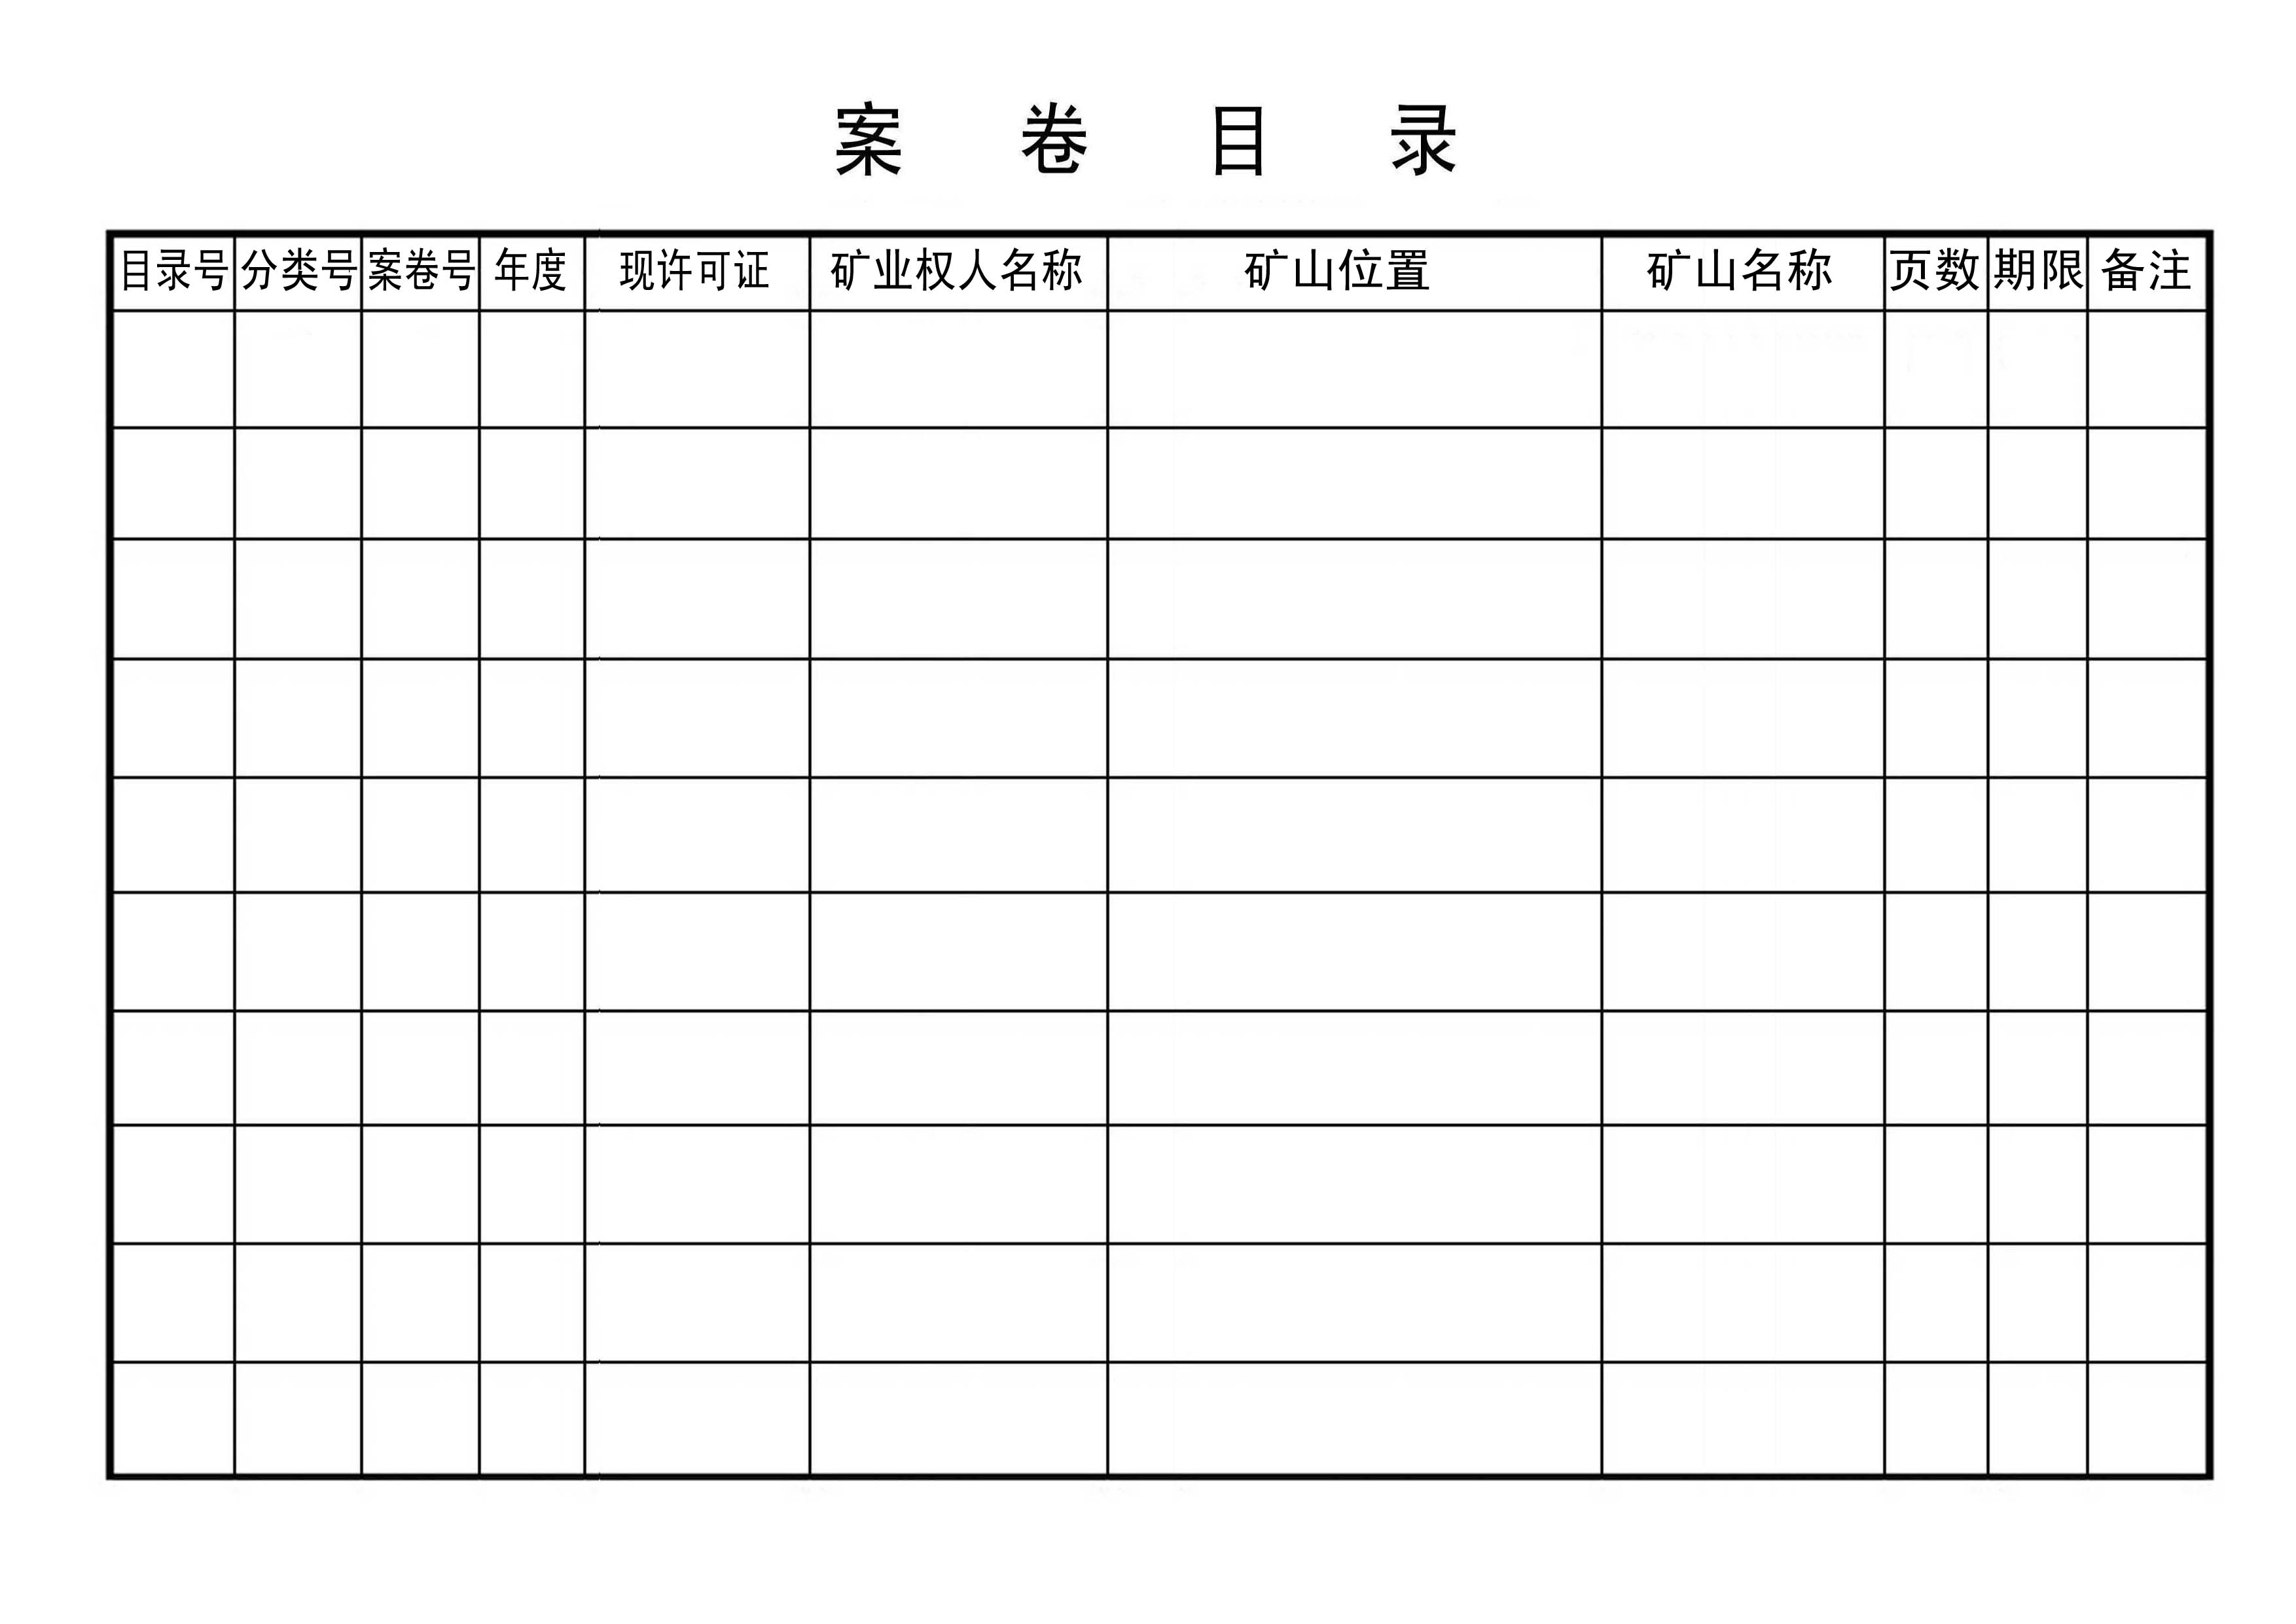 案卷目录
目录号 分类号 案卷号 年度 现许可证 矿业权人名称 矿山位置 矿山名称 页数 期限 备注